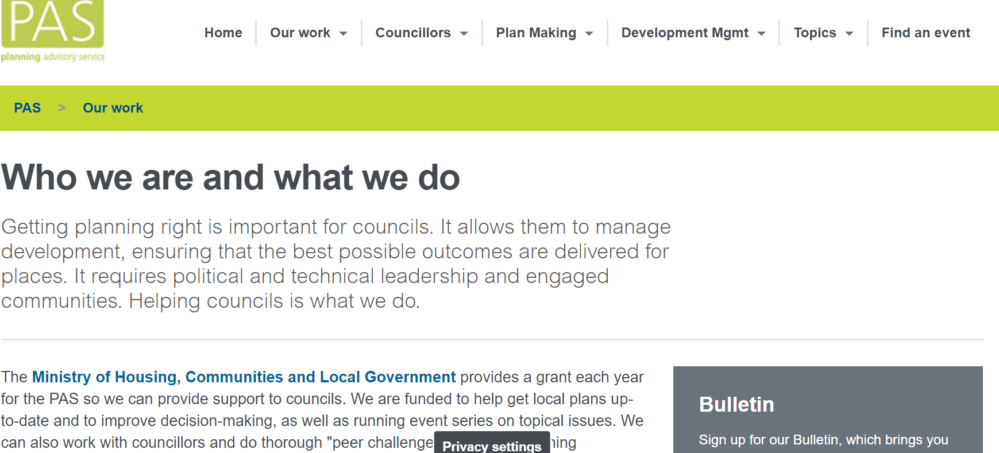 PAS
planning advisory service
Home
Our work
Councillors
Plan Making
Development Mgmt
Topics
Find an event
PAS > Our work
Who we are and what we do
Getting planning right is important for councils. It allows them to manage
development, ensuring that the best possible outcomes are delivered for
places. It requires political and technical leadership and engaged
communities. Helping councils is what we do.
The Ministry of Housing, Communities and Local Government provides a grant each year
for the PAS so we can provide support to councils. We are funded to help get local plans up-
to-date and to improve decision-making, as well as running event series on topical issues. We
can also work with councillors and do thorough "peer challenge
Privacy settings
Bulletin
Sign up for our Bulletin, which brings you